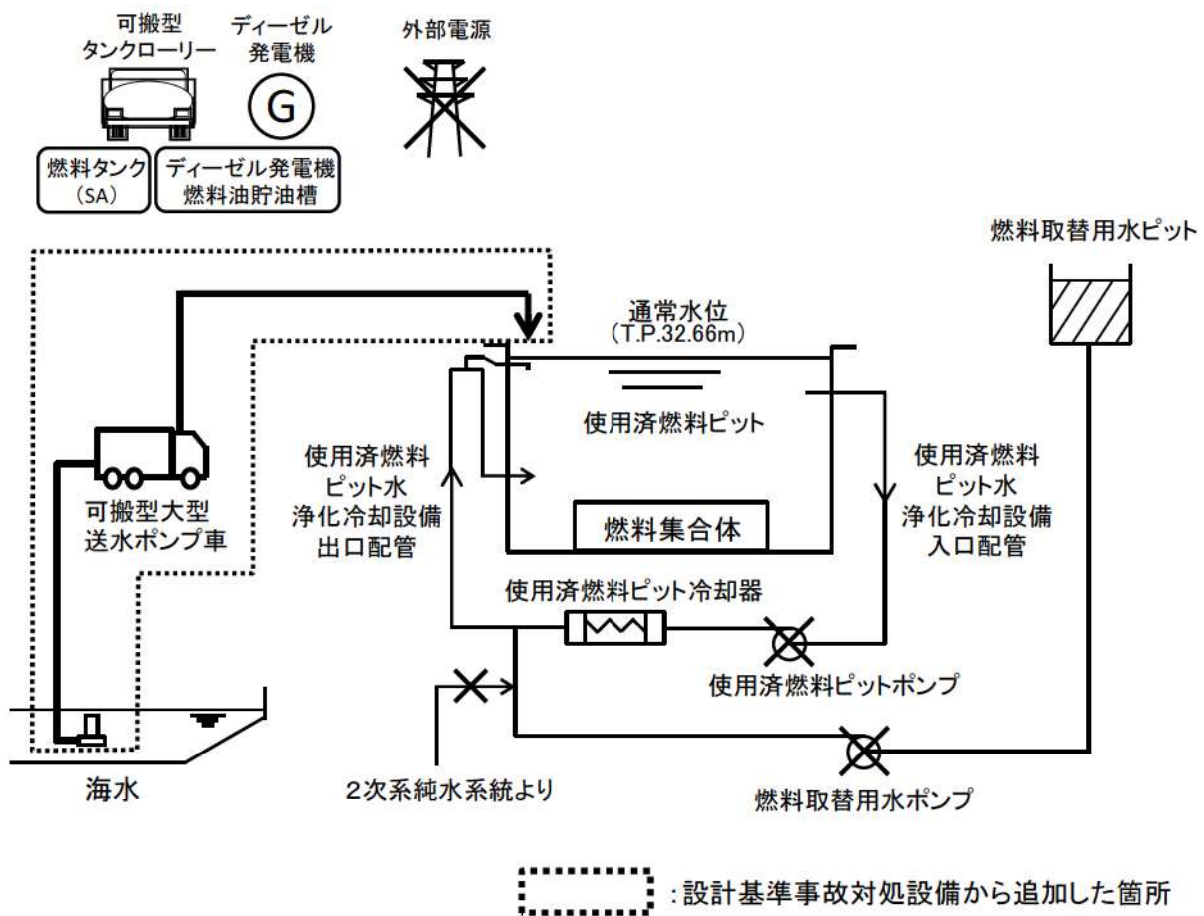 可搬型
タンクローリー
ディーゼル
発電機
外部電源
G
燃料タンク
(SA)
ディーゼル発電機
燃料油貯油槽
燃料取替用水ピット
通常水位
(T.P.32.66m)
使用済燃料ピット
可搬型大型
送水ポンプ車
使用済燃料
ピット水
浄化冷却設備
出口配管
燃料集合体
使用済燃料
ピット水
浄化冷却設備
入口配管
使用済燃料ピット冷却器
使用済燃料ピットポンプ
海水
2次系純水系統より
燃料取替用水ポンプ
:設計基準事故対処設備から追加した箇所